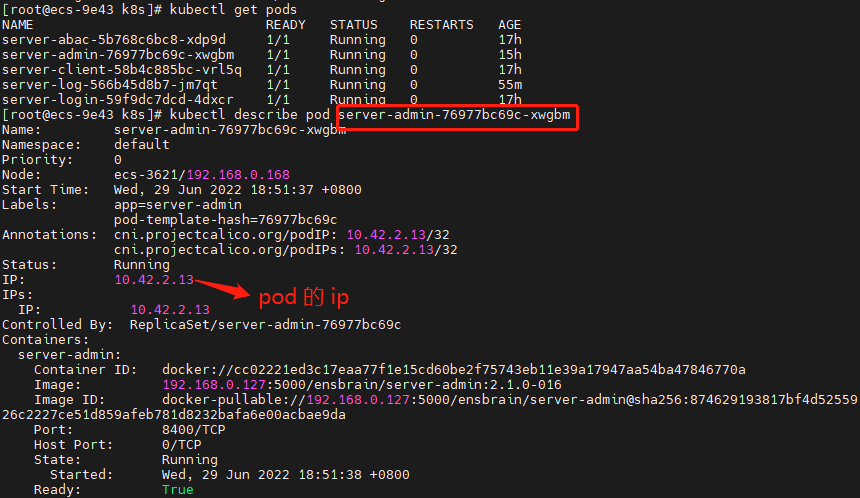 [root@ecs-9e43 k8s]# kubectl get pods
NAME READY STATUS RESTARTS AGE
server-abac-5b768c6bc8-xdp9d 1/1 Running 0 17h
server-admin-76977bc69c-xwgbm 1/1 Running 0 15h
server-client-58b4c885bc-vrl5q 1/1 Running 0 17h
server-log-566b45d8b7-jm7qt 1/1 Running 0 55m
server-login-59f9dc7dcd-4dxcr 1/1 Running 0 17h
[root@ecs-9e43 k8s]# kubectl describe pod server-admin-76977bc69c-xwgbm
Name: server-admin-76977bc69c-xwgbm
Namespace: default
Priority: 0
Node: ecs-3621/192.168.0.168
Start Time: Wed, 29 Jun 2022 18:51:37 +0800
Labels: app=server-admin
pod-template-hash=76977bc69c
Annotations: cni.projectcalico.org/podIP: 10.42.2.13/32
cni.projectcalico.org/podIPs: 10.42.2.13/32
Status: Running
IP: 10.42.2.13
pod 的 ip
IPs:
IP: 10.42.2.13
Controlled By: ReplicaSet/server-admin-76977bc69c
Containers:
server-admin:
Container ID: docker://cc02221ed3c17eaa77f1e15cd60be2f75743eb11e39a17947aa54ba47846770a
Image: 192.168.0.127:5000/ensbrain/server-admin:2.1.0-016
Image ID: docker-pullable://192.168.0.127:5000/ensbrain/server-admin@sha256:874629193817bf4d52559
26c2227ce51d859afeb781d8232bafa6e00acbae9da
Port: 8400/TCP
Host Port: 0/TCP
State: Running
Started: Wed, 29 Jun 2022 18:51:38 +0800
Ready: True